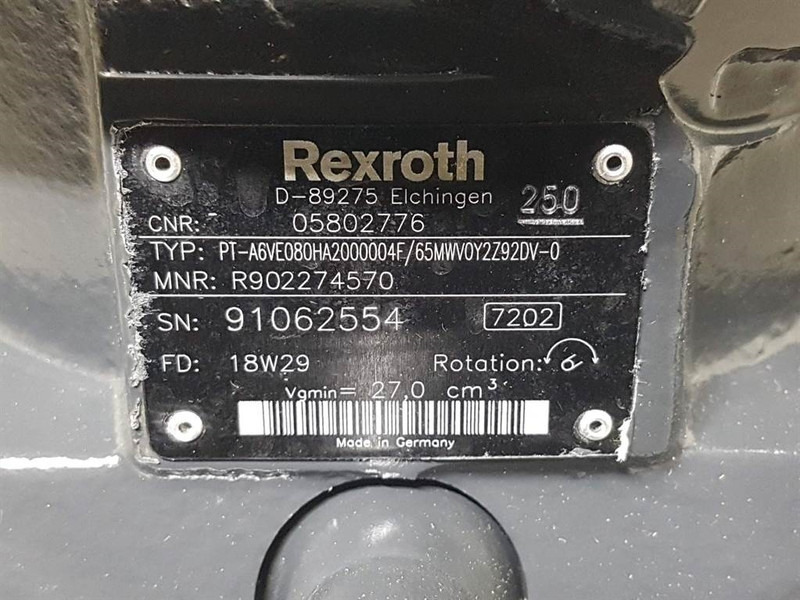 Rexroth
D-89275 Elchingen 250
CNR: 05802776
TYP: PT-A6VE080HA2000004F/65MWV0Y2Z92DV-0
MNR: R902274570
SN: 91062554 7202
FD: 18W29 Rotation:
Vgmin= 27,0 cm³
Made in Germany